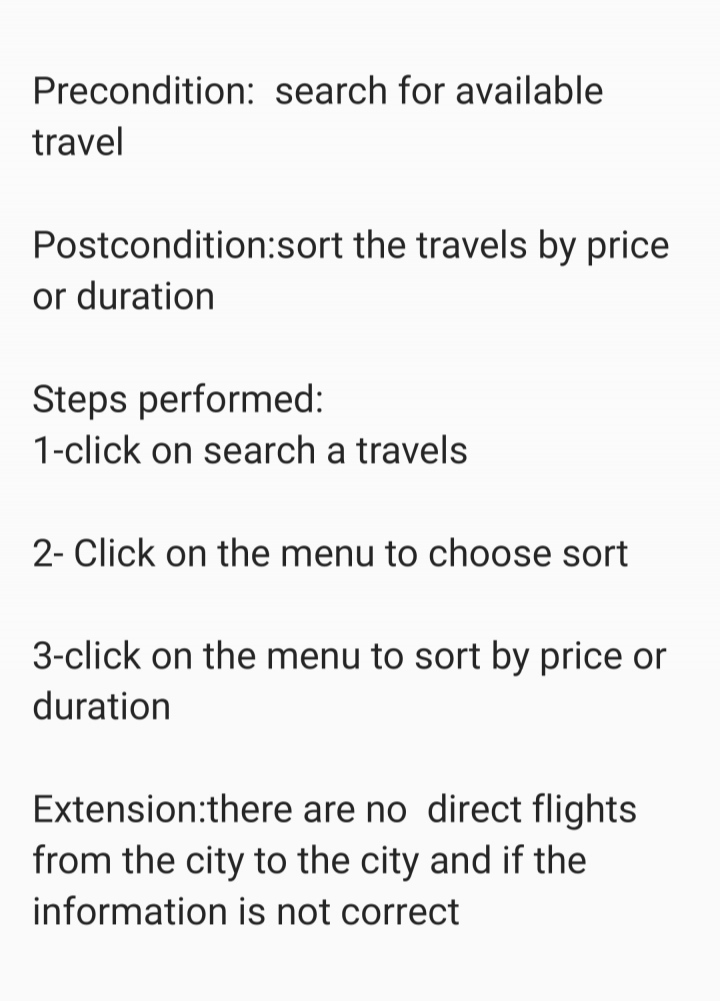 Precondition:  search for available
travel
Postcondition:sort the travels by price
or duration
Steps performed:
1-click on search a travels
2- Click on the menu to choose sort
3-click on the menu to sort by price or
duration
Extension:there are no  direct flights
from the city to the city and if the
information is not correct